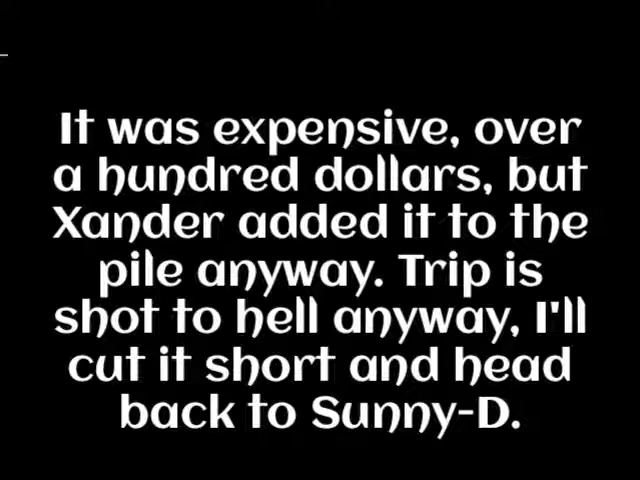 It was expensive, over
a hundred dollars, but
Xander added it to the
pile anyway. Trip is
shot to hell anyway, I'll
cut it short and head
back to Sunny-D.